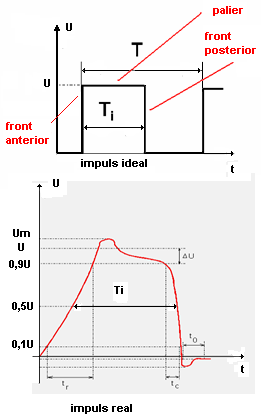 U
palier
T
front
posterior
U
Ti
front
anterior
impuls ideal
t
U
Um
U
ΔU
0,9U
Ti
0,5U
t0
0,1U
t
tr
tc
impuls real